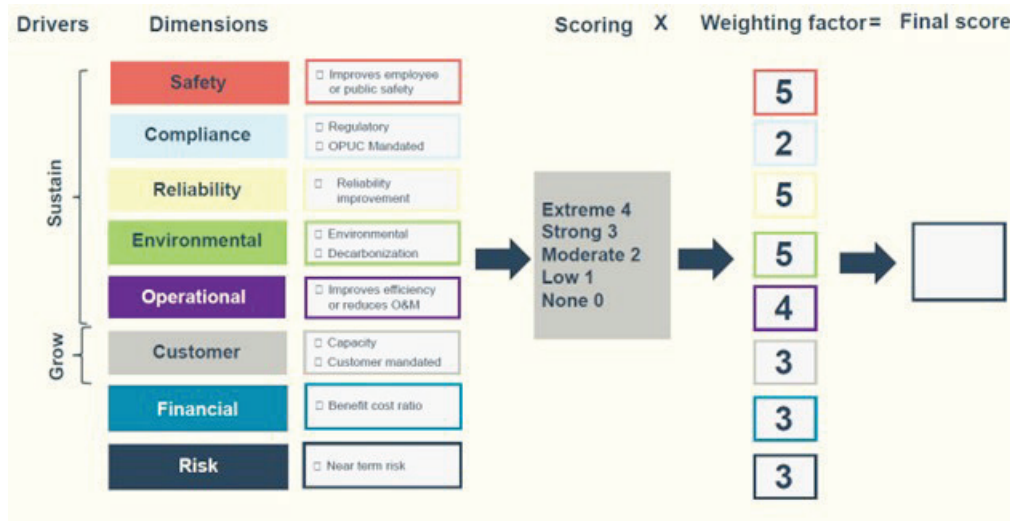 Drivers Dimensions Scoring X Weighting factor= Final score
Sustain
Safety
Improves employee
or public safety
5
Compliance
Regulatory
OPUC Mandated
2
Reliability
Reliability
improvement
5
Environmental
Environmental
Decarbonization
5
Operational
Improves efficiency
or reduces O&M
4
Grow
Customer
Capacity
Customer mandated
3
Financial
Benefit cost ratio
3
Risk
Near term risk
3
Extreme 4
Strong 3
Moderate 2
Low 1
None 0